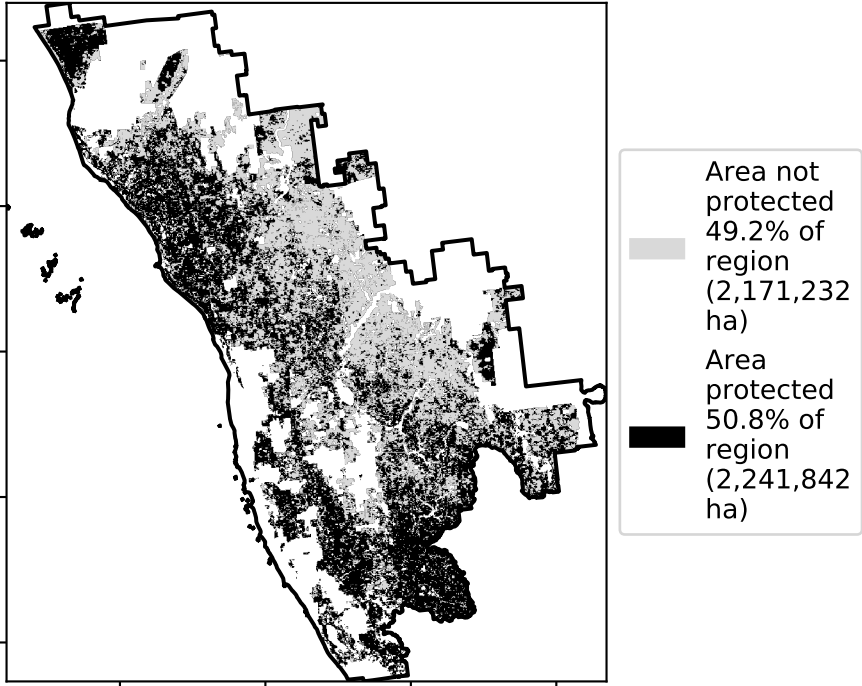 Area not
protected
49.2% of
region
(2,171,232
ha)
Area
protected
50.8% of
region
(2,241,842
ha)